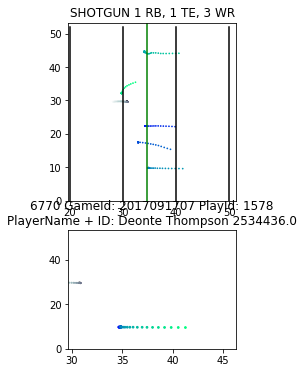 SHOTGUN 1 RB, 1 TE, 3 WR
50
40
30
20
10
0
20 30 40 50
6770 GameId: 2017091707 PlayId: 1578
PlayerName + ID: Deonte Thompson 2534436.0
40
20
0
30 35 40 45